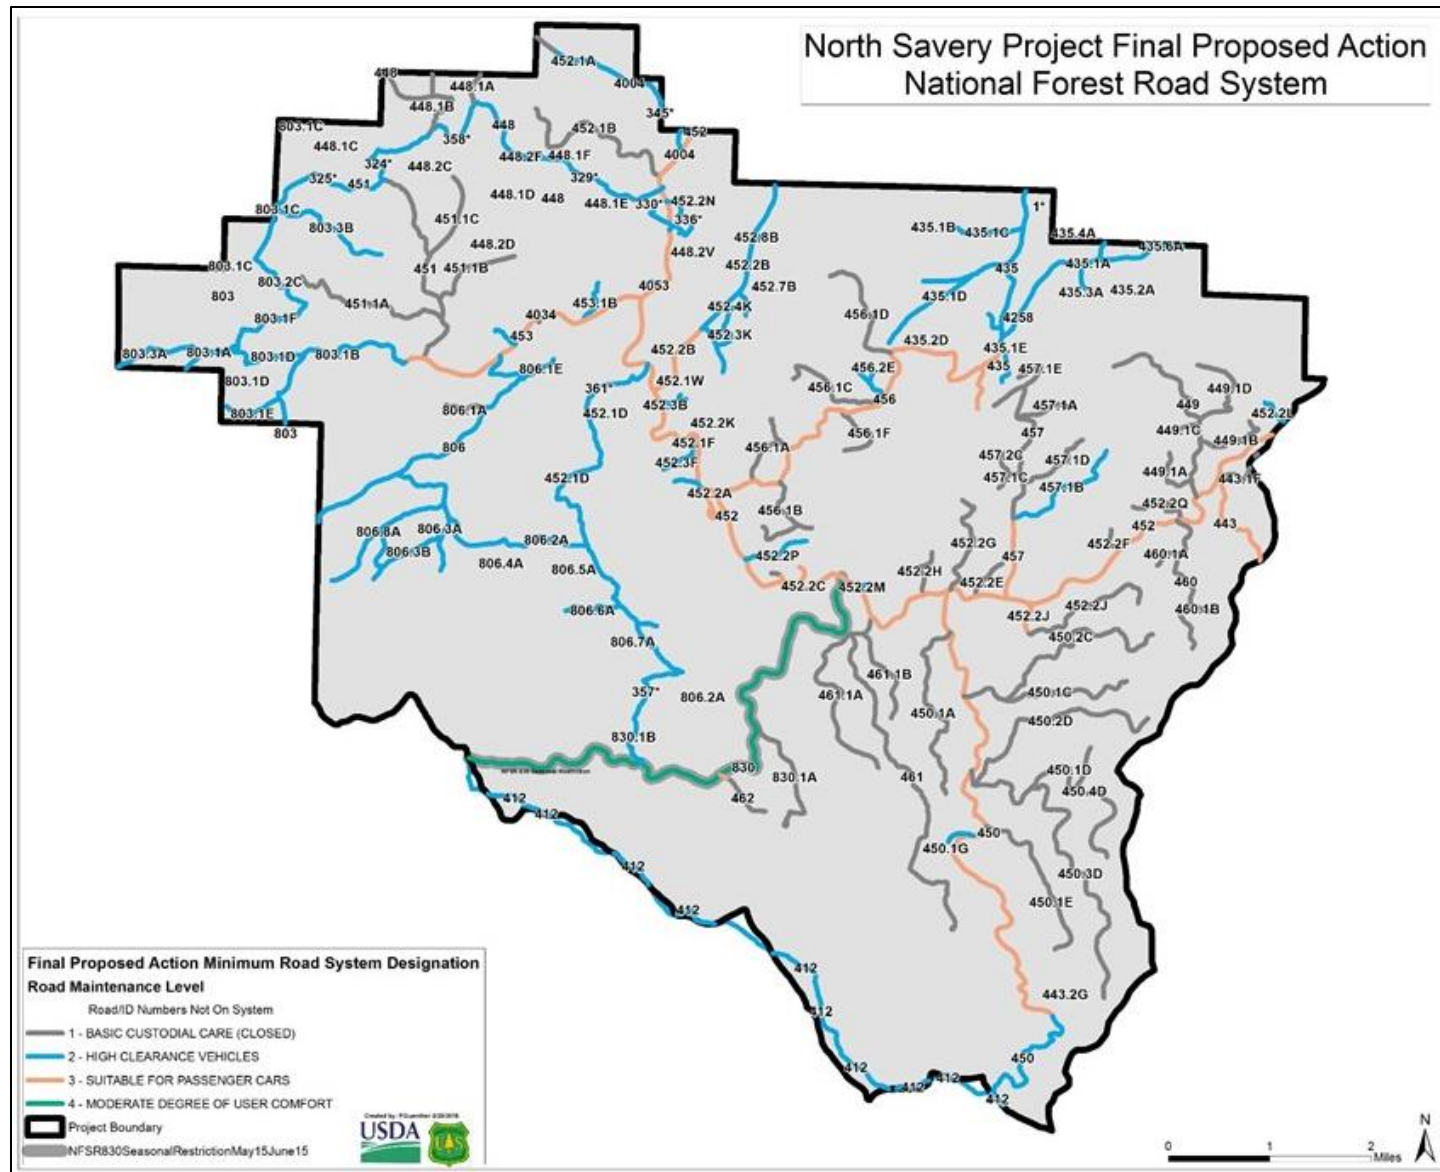 North Savery Project Final Proposed Action
National Forest Road System
452.1A
448
448.1A
4004
448.1B
345*
603.1C
448
452.1B
452
358*
448.1C
448.2F
448.1F
4004
324*
448.2C
329*
325*
451
448.1D
448
448.1E
330*
452.2N
1*
803.1C
451.1C
336*
803.3B
435.1B
435.1C
435.4A
452.8B
448.2D
448.2V
435.6A
803.1C
451
451.1B
452.2B
435
435.1A
803.2C
4053
452.7B
435.1D
435.3A
435.2A
803
451.1A
453.1B
452.4K
803.1F
4034
456.1D
4258
453
452.3K
435.2D
803.3A
803.1A
803.1D
803.1B
452.2B
435.1E
806.1E
456.2E
435
457.1E
803.1D
361*
452.1W
456.1C
449.1D
803.1E
806.1A
452.1D
452.3B
456
457.1A
449
452.2L
803
452.2K
456.1F
457
449.1C
449.1B
806
452.1F
456.1A
457.2C
457.1D
452.3F
457.1C
449.1A
443.1F
452.1D
452.2A
457.1B
452.2Q
456.1B
452
452
443
806.8A
806.3A
806.2A
452.2G
452.2F
806.3B
452.2P
457
460.1A
806.4A
806.5A
452.2C
452.2M
452.2H
452.2E
460
806.6A
452.2J
452.2J
460.1B
806.7A
450.2C
461.1B
357*
806.2A
461.1A
450.1C
450.1A
450.2D
830.1B
830
830.1A
461
450.1D
462
450.4D
412
412
450
450.1G
412
450.3D
412
450.1E
412
443.2G
412
450
412
412
412
412
Final Proposed Action Minimum Road System Designation
Road Maintenance Level
Road/ID Numbers Not On System
1 - BASIC CUSTODIAL CARE (CLOSED)
2 - HIGH CLEARANCE VEHICLES
3 - SUITABLE FOR PASSENGER CARS
4 - MODERATE DEGREE OF USER COMFORT
Project Boundary
NFSR830SeasonalRestrictionMay15June15
USDA
U S
N
0 1 2
Miles